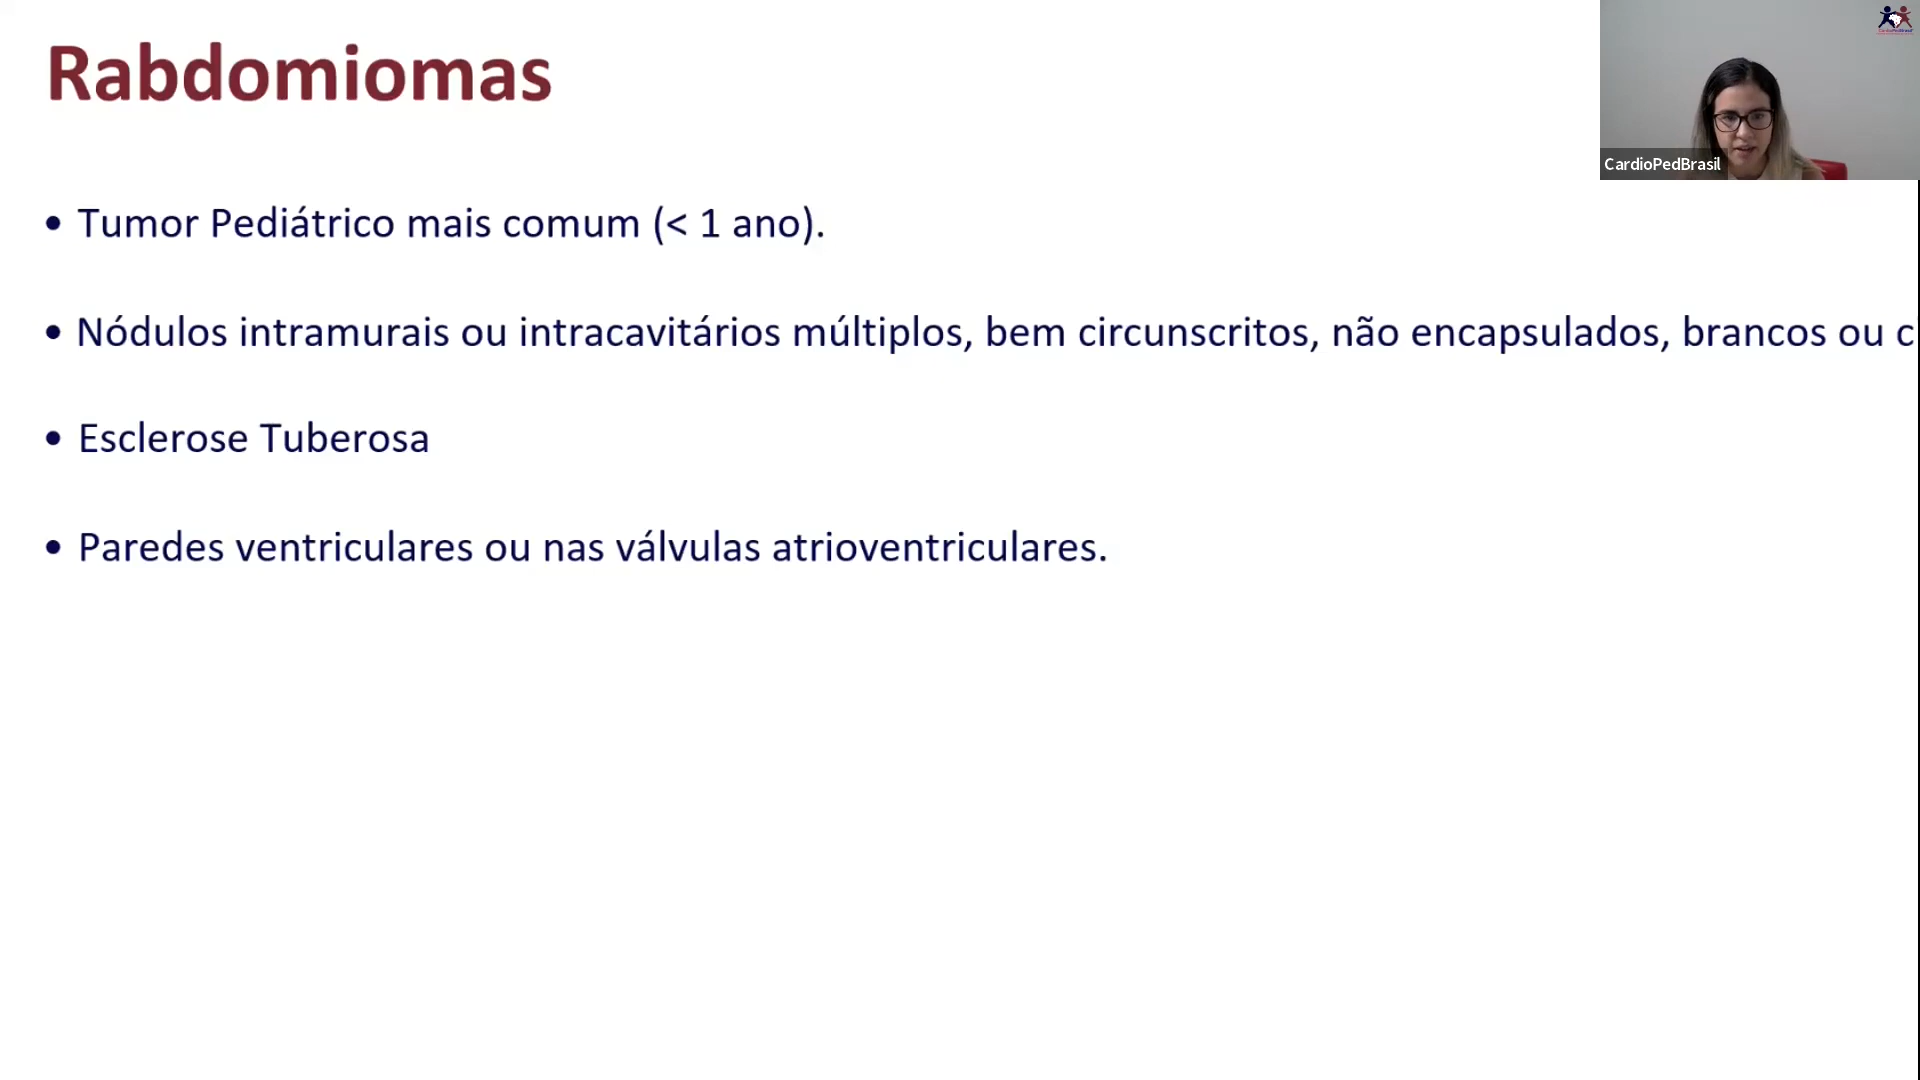 Rabdomiomas
CardioPedBrasil
• Tumor Pediátrico mais comum (< 1 ano).
• Nódulos intramurais ou intracavitários múltiplos, bem circunscritos, não encapsulados, brancos ou c
• Esclerose Tuberosa
• Paredes ventriculares ou nas válvulas atrioventriculares.